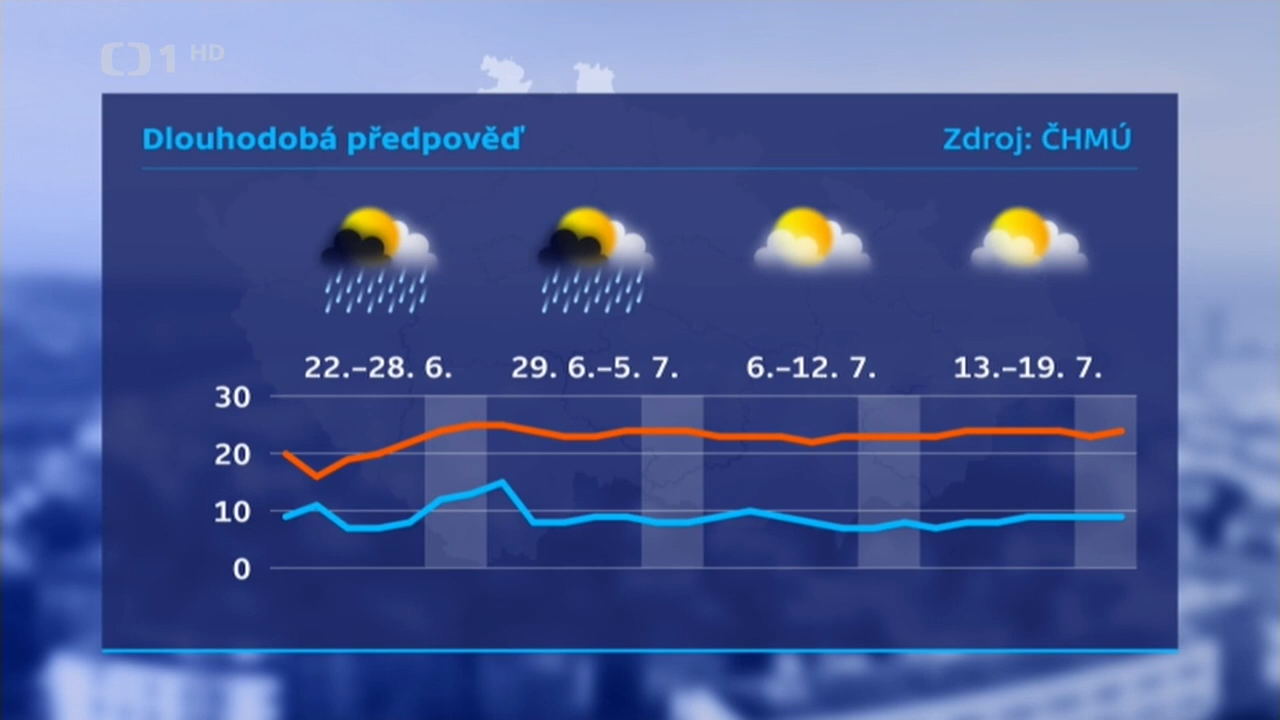 1 HD
Dlouhodobá předpověď
Zdroj: ČHMÚ
22.–28. 6.
29. 6.–5. 7.
6.–12. 7.
13.–19. 7.
30
20
10
0